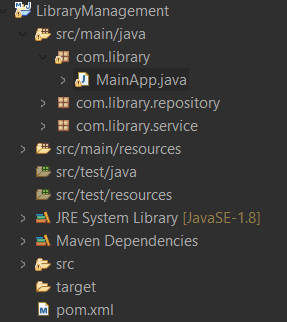 LibraryManagement
src/main/java
com.library
MainApp.java
com.library.repository
com.library.service
src/main/resources
src/test/java
src/test/resources
JRE System Library [JavaSE-1.8]
Maven Dependencies
src
target
pom.xml